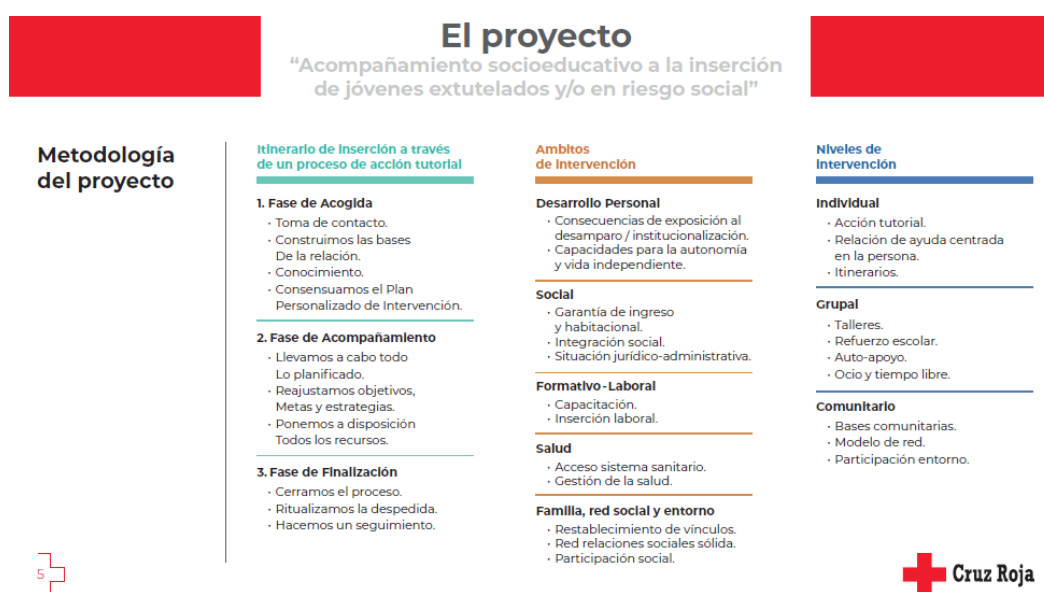 El proyecto
“Acompañamiento socioeducativo a la inserción
de jóvenes extutelados y/o en riesgo social”
Metodología
del proyecto
Itinerario de inserción a través
de un proceso de acción tutorial
1. Fase de Acogida
· Toma de contacto.
· Construimos las bases
De la relación.
· Conocimiento.
· Consensuamos el Plan
Personalizado de Intervención.
2. Fase de Acompañamiento
· Llevamos a cabo todo
Lo planificado.
· Reajustamos objetivos,
Metas y estrategias.
· Ponemos a disposición
Todos los recursos.
3. Fase de Finalización
· Cerramos el proceso.
· Ritualizamos la despedida.
· Hacemos un seguimiento.
Ambitos
de Intervención
Desarrollo Personal
· Consecuencias de exposición al
desamparo / institucionalización.
· Capacidades para la autonomía
y vida independiente.
Social
· Garantía de ingreso
y habitacional.
· Integración social.
· Situación jurídico-administrativa.
Formativo-Laboral
· Capacitación.
· Inserción laboral.
Salud
· Acceso sistema sanitario.
· Gestión de la salud.
Familia, red social y entorno
· Restablecimiento de vínculos.
· Red relaciones sociales sólida.
· Participación social.
Niveles de
Intervención
Individual
· Acción tutorial.
· Relación de ayuda centrada
en la persona.
· Itinerarios.
Grupal
· Talleres.
· Refuerzo escolar.
· Auto-apoyo.
· Ocio y tiempo libre.
Comunitario
· Bases comunitarias.
· Modelo de red.
· Participación entorno.
5
Cruz Roja